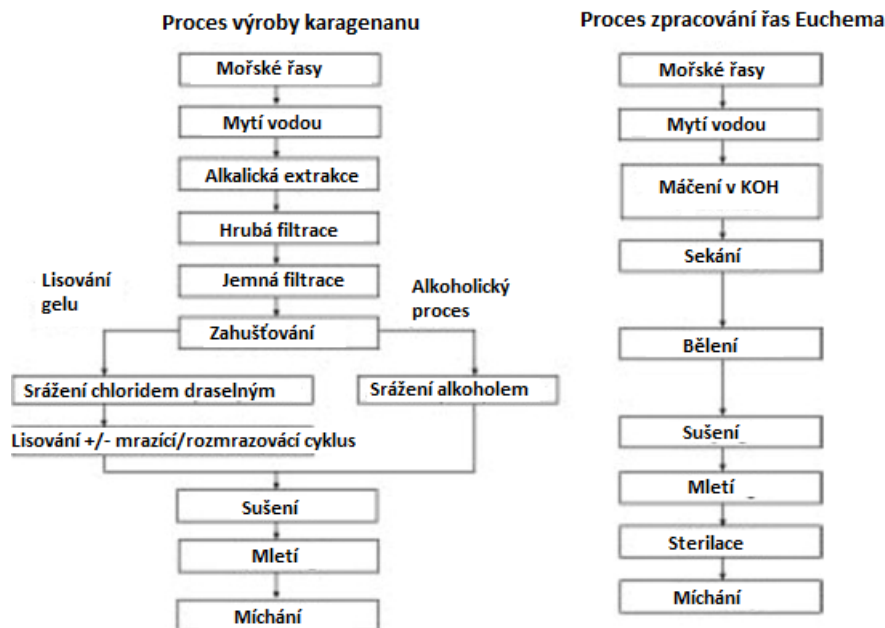 Proces výroby karagenanu
Mořské řasy
Mytí vodou
Alkalická extrakce
Hrubá filtrace
Jemná filtrace
Lisování
gelu
Alkoholický
proces
Zahušťování
Srážení chloridem draselným
Srážení alkoholem
Lisování +/- mrazící/rozmrazovácí cyklus
Sušení
Mletí
Míchání
Proces zpracování řas Euchema
Mořské řasy
Mytí vodou
Máčení v KOH
Sekání
Bělení
Sušení
Mletí
Sterilace
Míchání